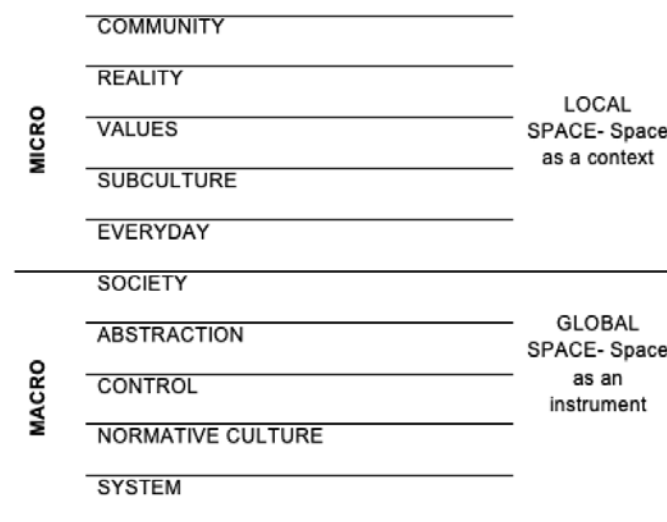 COMMUNITY
REALITY
VALUES
SUBCULTURE
EVERYDAY
MICRO
LOCAL
SPACE- Space
as a context
SOCIETY
ABSTRACTION
CONTROL
NORMATIVE CULTURE
SYSTEM
MACRO
GLOBAL
SPACE- Space
as an
instrument